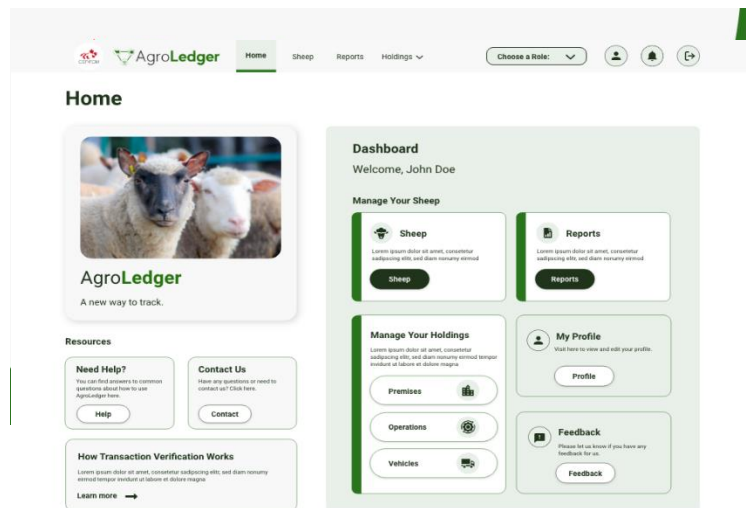 AgroLedger
Home
Sheep
Reports
Holdings
Choose a Role:
Home
AgroLedger
A new way to track.
Resources
Need Help?
You can find answers to common
questions about how to use
AgroLedger here.
Help
Contact Us
Have any questions or need to
contact us? Click here.
Contact
How Transaction Verification Works
Lorem ipsum dolor sit amet, consetetur sadipscing elitr, sed diam nonumy
eirmod tempor invidunt ut labore et dolore magna
Learn more
Dashboard
Welcome, John Doe
Manage Your Sheep
Sheep
Lorem ipsum dolor sit amet, consetetur
sadipscing elitr, sed diam nonumy eirmod
Sheep
Reports
Lorem ipsum dolor sit amet, consetetur
sadipscing elitr, sed diam nonumy eirmod
Reports
Manage Your Holdings
Lorem ipsum dolor sit amet, consetetur
sadipscing elitr, sed diam nonumy eirmod tempor
invidunt ut labore et dolore magna
Premises
Operations
Vehicles
My Profile
Visit here to view and edit your profile.
Profile
Feedback
Please let us know if you have any
feedback for us.
Feedback